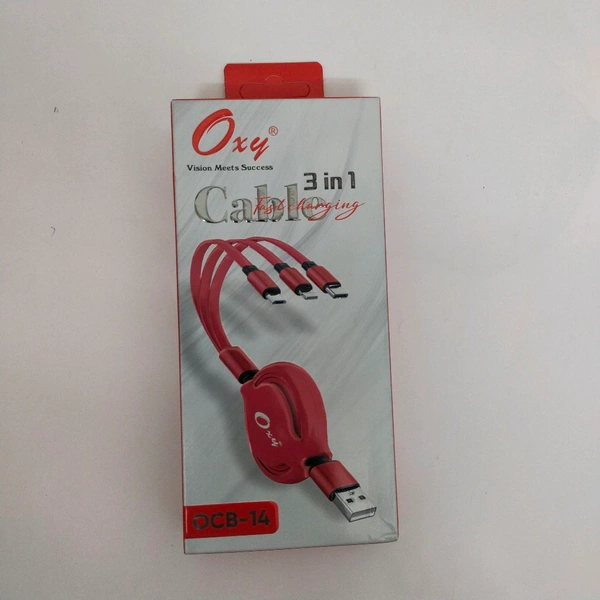 Oxy®
Vision Meets Success
3 in 1
Cable
Fast charging
Oxy
OCB-14